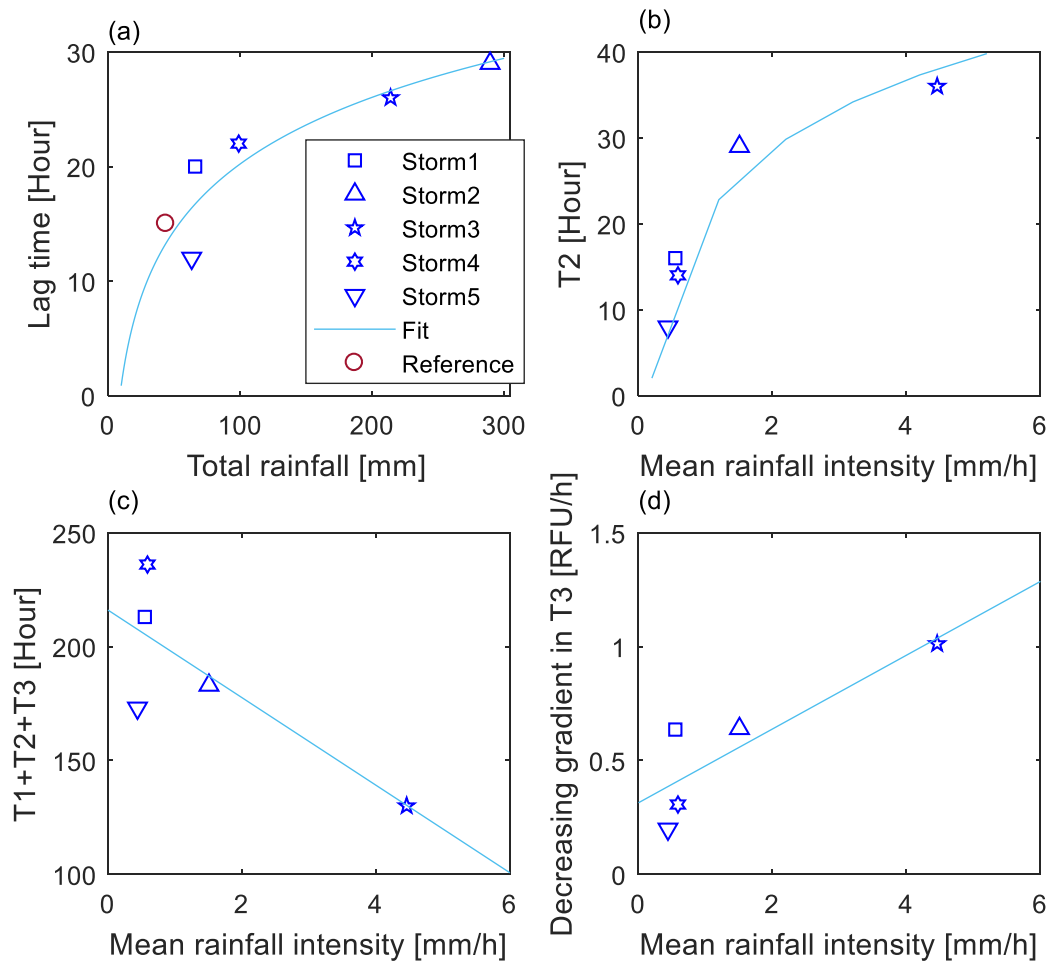 (a)
30
20
10
0
0
100
200
300
Lag time [Hour]
Total rainfall [mm]
Storm1
Storm2
Storm3
Storm4
Storm5
Fit
Reference
(b)
40
30
20
10
0
0
2
4
6
T2 [Hour]
Mean rainfall intensity [mm/h]
(c)
250
200
150
100
0
2
4
6
T1+T2+T3 [Hour]
Mean rainfall intensity [mm/h]
(d)
1.5
1
0.5
0
0
2
4
6
Decreasing gradient in T3 [RFU/h]
Mean rainfall intensity [mm/h]